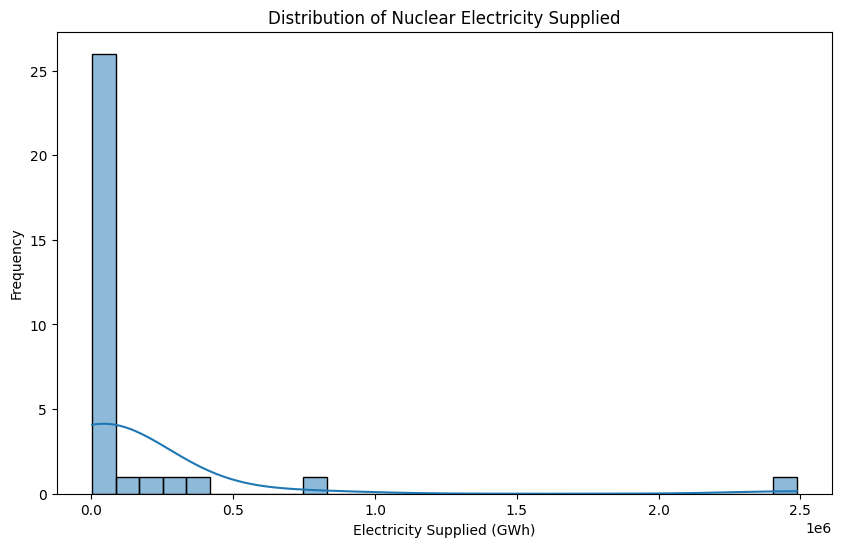 Distribution of Nuclear Electricity Supplied
Frequency
25
20
15
10
5
0
0.0 0.5 1.0 1.5 2.0 2.5
1e6
Electricity Supplied (GWh)